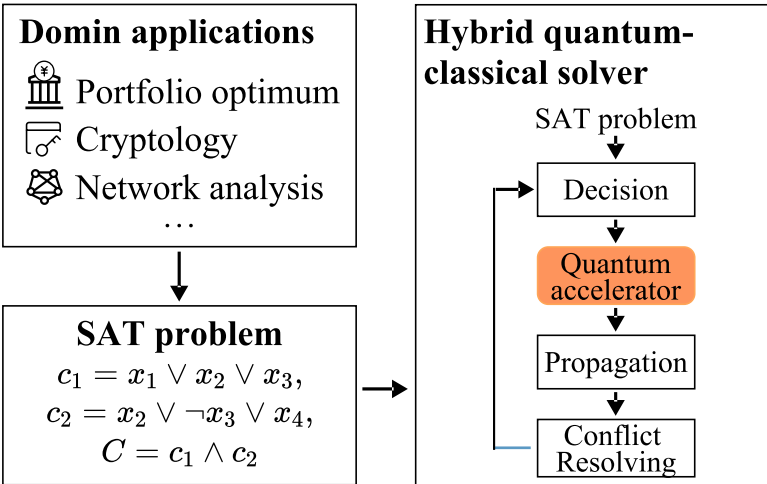 Domin applications
¥
Portfolio optimum
Cryptology
Network analysis
...
SAT problem
c₁ = x₁ ∨ x₂ ∨ x₃,
c₂ = x₂ ∨ ¬x₃ ∨ x₄,
C = c₁ ∧ c₂
Hybrid quantum-
classical solver
SAT problem
Decision
Quantum
accelerator
Propagation
Conflict
Resolving